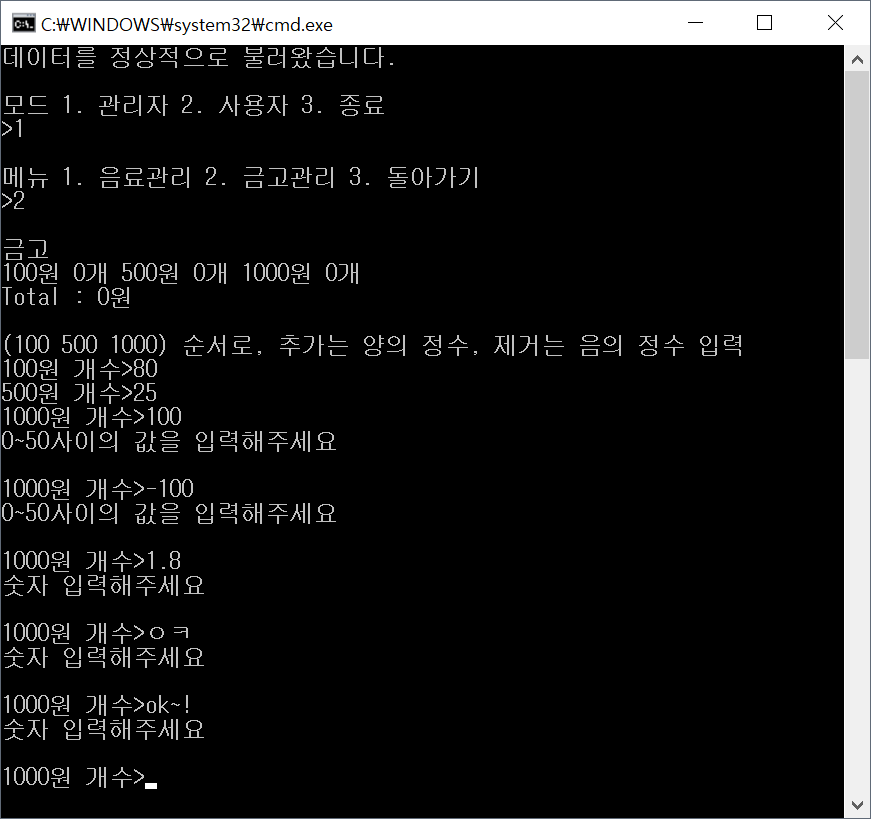 C:₩WINDOWS₩system32₩cmd.exe
데이터를 정상적으로 불러왔습니다.
모드 1. 관리자 2. 사용자 3. 종료
>1
메뉴 1. 음료관리 2. 금고관리 3. 돌아가기
>2
금고
100원 0개 500원 0개 1000원 0개
Total : 0원
(100 500 1000) 순서로, 추가는 양의 정수, 제거는 음의 정수 입력
100원 개수>80
500원 개수>25
1000원 개수>100
0~50사이의 값을 입력해주세요
1000원 개수>-100
0~50사이의 값을 입력해주세요
1000원 개수>1.8
숫자 입력해주세요
1000원 개수>ㅇㅋ
숫자 입력해주세요
1000원 개수>ok~!
숫자 입력해주세요
1000원 개수>